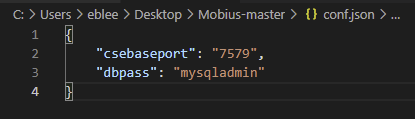 C: > Users > eblee > Desktop > Mobius-master > {} conf.json > ...
1 {
2 "csebaseport": "7579",
3 "dbpass": "mysqladmin"
4 }